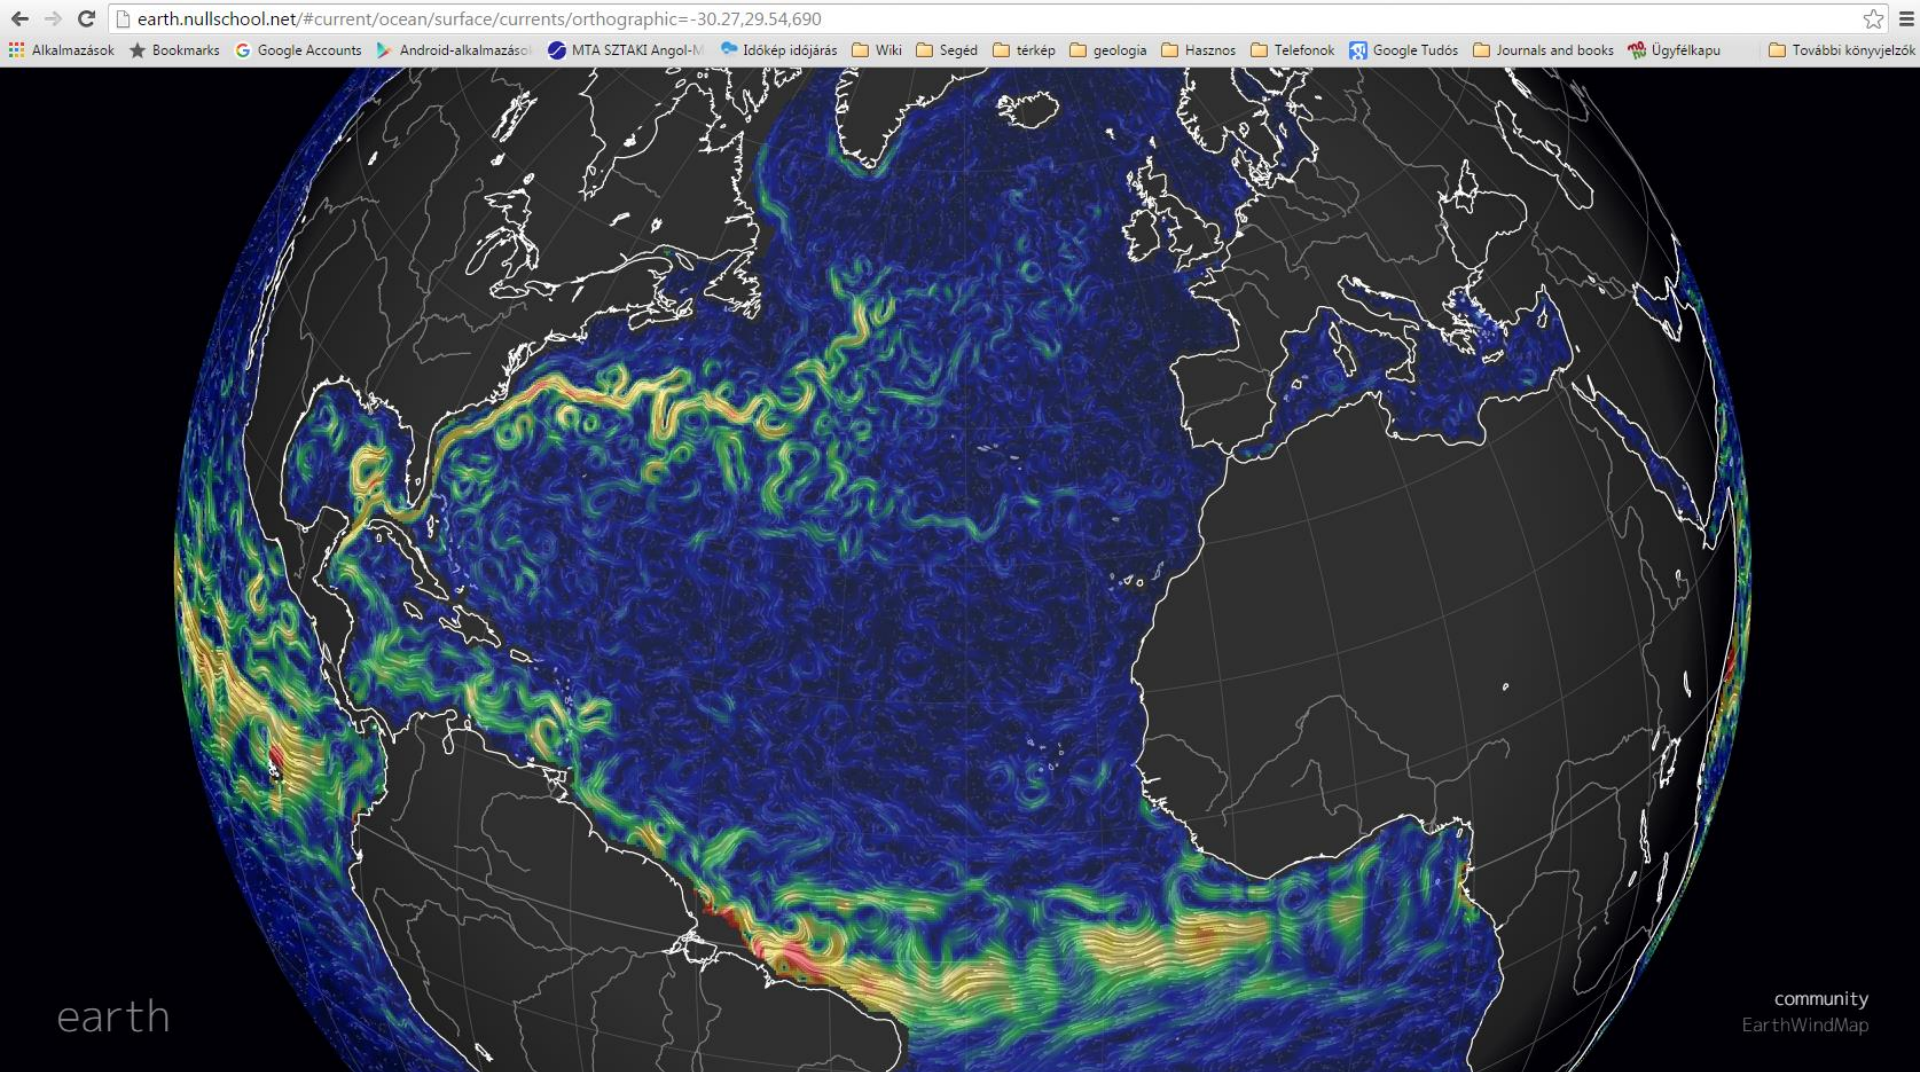 earth.nullschool.net/#current/ocean/surface/currents/orthographic=-30.27,29.54,690
Alkalmazások Bookmarks Google Accounts Android-alkalmazáso MTA SZTAKI Angol-M Időkép időjárás Wiki Segéd térkép geologia Hasznos Telefonok Google Tudós Journals and books Ügyfélkapu További könyvjelzők
earth
community
EarthWindMap